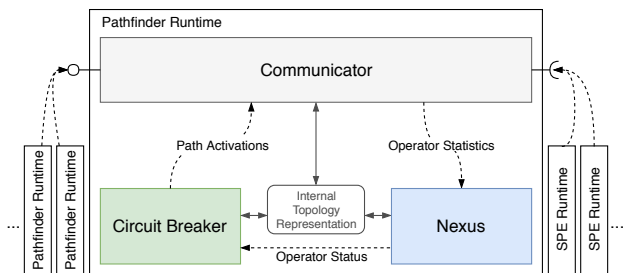 Pathfinder Runtime
Communicator
Path Activations
Operator Statistics
Pathfinder Runtime
Pathfinder Runtime
SPE Runtime
SPE Runtime
...
...
Circuit Breaker
Internal
Topology
Representation
Nexus
Operator Status